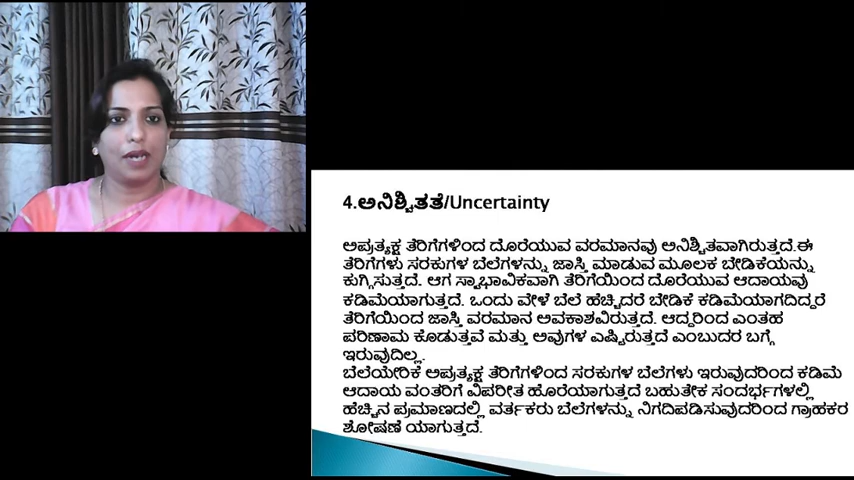 4.ಅನಿಶ್ಚಿತತೆ/Uncertainty
ಅಪ್ರತ್ಯಕ್ಷ ತೆರಿಗೆಗಳಿಂದ ದೊರೆಯುವ ವರಮಾನವು ಅನಿಶ್ಚಿತವಾಗಿರುತ್ತದೆ.ಈ
ತೆರಿಗೆಗಳು ಸರಕುಗಳ ಬೆಲೆಗಳನ್ನು ಜಾಸ್ತಿ ಮಾಡುವ ಮೂಲಕ ಬೇಡಿಕೆಯನ್ನು
ಕುಗ್ಗಿಸುತ್ತದೆ. ಆಗ ಸ್ವಾಭಾವಿಕವಾಗಿ ತೆರಿಗೆಯಿಂದ ದೊರೆಯುವ ಆದಾಯವು
ಕಡಿಮೆಯಾಗುತ್ತದೆ. ಒಂದು ವೇಳೆ ಬೆಲೆ ಹೆಚ್ಚಿದರೆ ಬೇಡಿಕೆ ಕಡಿಮೆಯಾಗದಿದ್ದರೆ
ತೆರಿಗೆಯಿಂದ ಜಾಸ್ತಿ ವರಮಾನ ಅವಕಾಶವಿರುತ್ತದೆ. ಆದ್ದರಿಂದ ಎಂತಹ
ಪರಿಣಾಮ ಕೊಡುತ್ತವೆ ಮತ್ತು ಅವುಗಳ ಎಷ್ವಿರುತ್ತದೆ ಎಂಬುದರ ಬಗ್ಗೆ
ಇರುವುದಿಲ್ಲ.
ಬೆಲೆಯೇರಿಕೆ ಅಪ್ರತ್ಯಕ್ಷ ತೆರಿಗೆಗಳಿಂದ ಸರಕುಗಳ ಬೆಲೆಗಳು ಇರುವುದರಿಂದ ಕಡಿಮೆ
ಆದಾಯ ವಂತರಿಗೆ ವಿಪರೀತ ಹೊರೆಯಾಗುತ್ತದೆ ಬಹುತೇಕ ಸಂದರ್ಭಗಳಲ್ಲಿ
ಹೆಚ್ಚಿನ ಪ್ರಮಾಣದಲ್ಲಿ ವರ್ತಕರು ಬೆಲೆಗಳನ್ನು ನಿಗದಿಪಡಿಸುವುದರಿಂದ ಗ್ರಾಹಕರ
ಶೋಷಣೆ ಯಾಗುತ್ತದೆ.